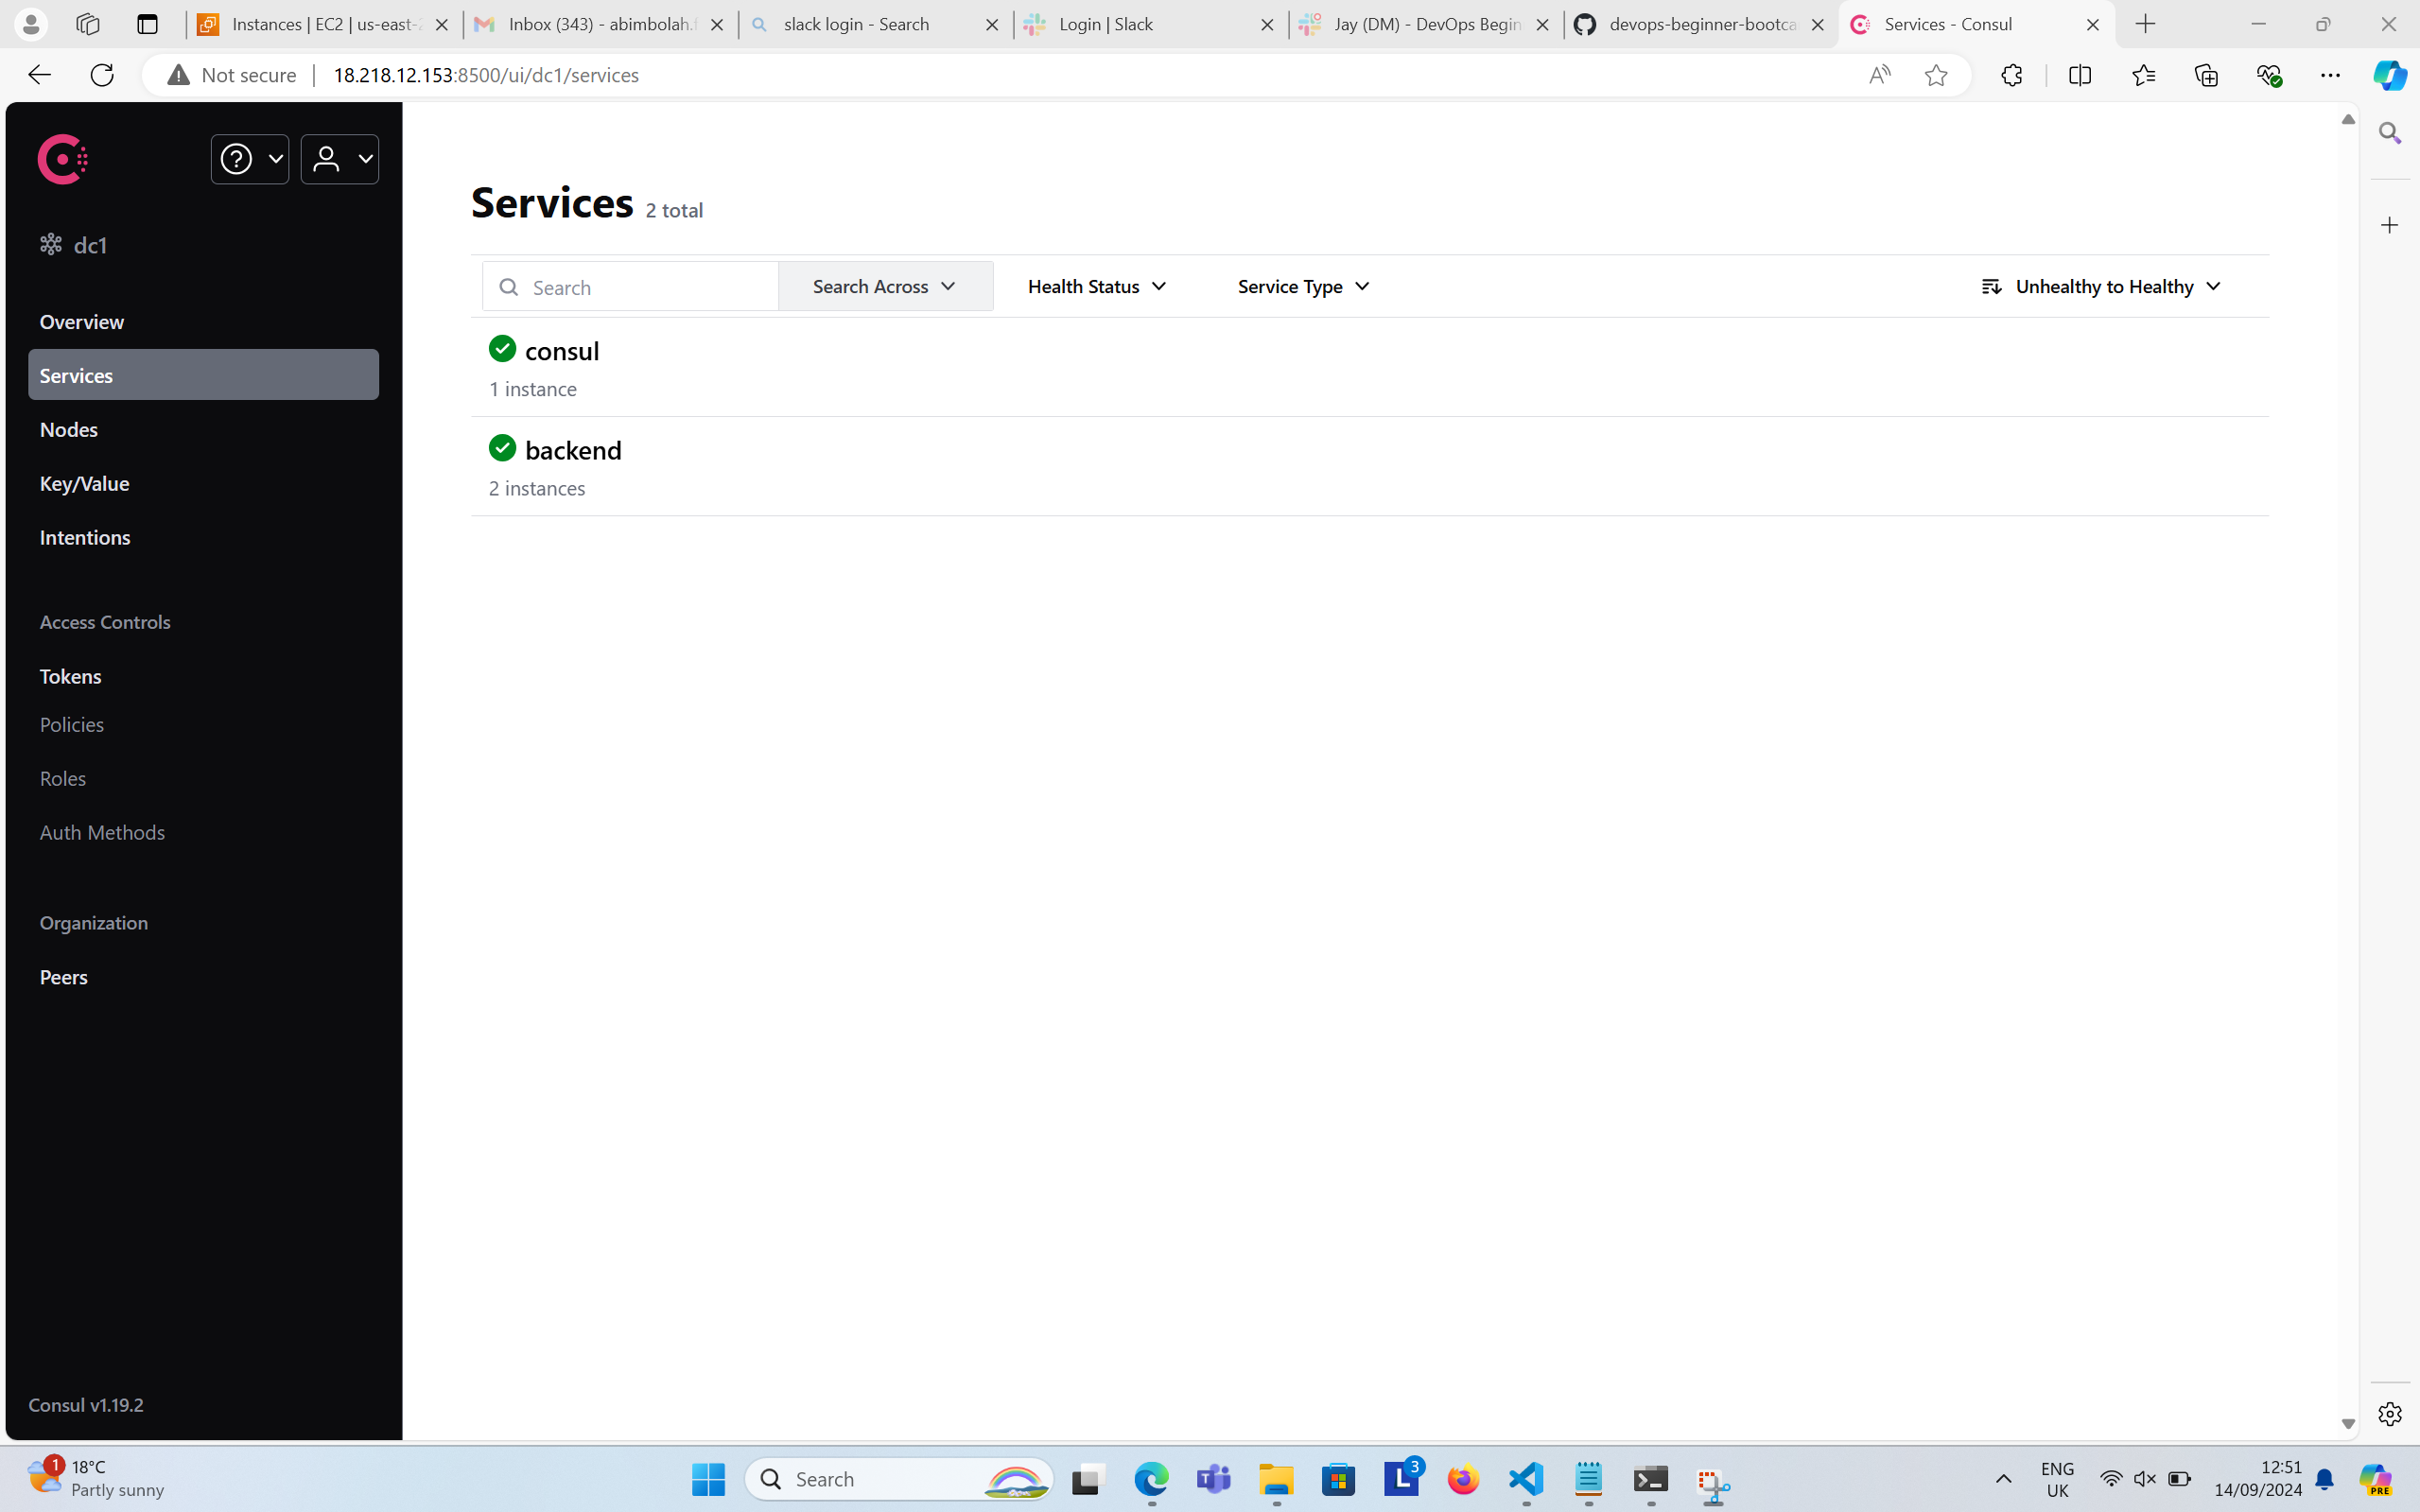 Instances | EC2 | us-east-2
Inbox (343) - abimbolah.f
slack login - Search
Login | Slack
Jay (DM) - DevOps Begin
devops-beginner-bootca
Services - Consul
Not secure
18.218.12.153:8500/ui/dc1/services
dc1
Overview
Services
Nodes
Key/Value
Intentions
Access Controls
Tokens
Policies
Roles
Auth Methods
Organization
Peers
Consul v1.19.2
Services 2 total
Search
Search Across
Health Status
Service Type
Unhealthy to Healthy
consul
1 instance
backend
2 instances
1
18°C
Partly sunny
Search
3
ENG
UK
12:51
14/09/2024
PRE